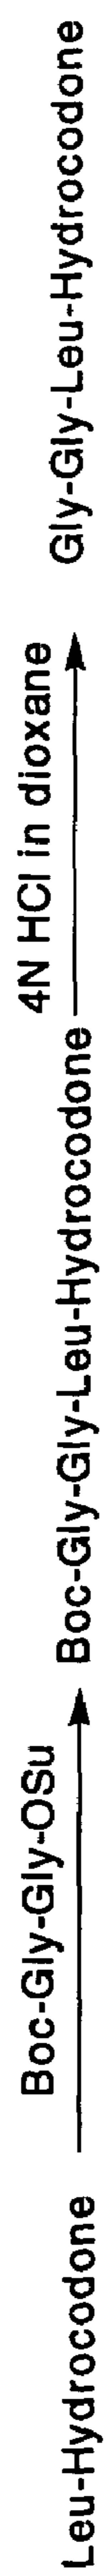 Leu-Hydrocodone
Boc-Gly-Gly-OSu
Boc-Gly-Gly-Leu-Hydrocodone
4N HCl in dioxane
Gly-Gly-Leu-Hydrocodone